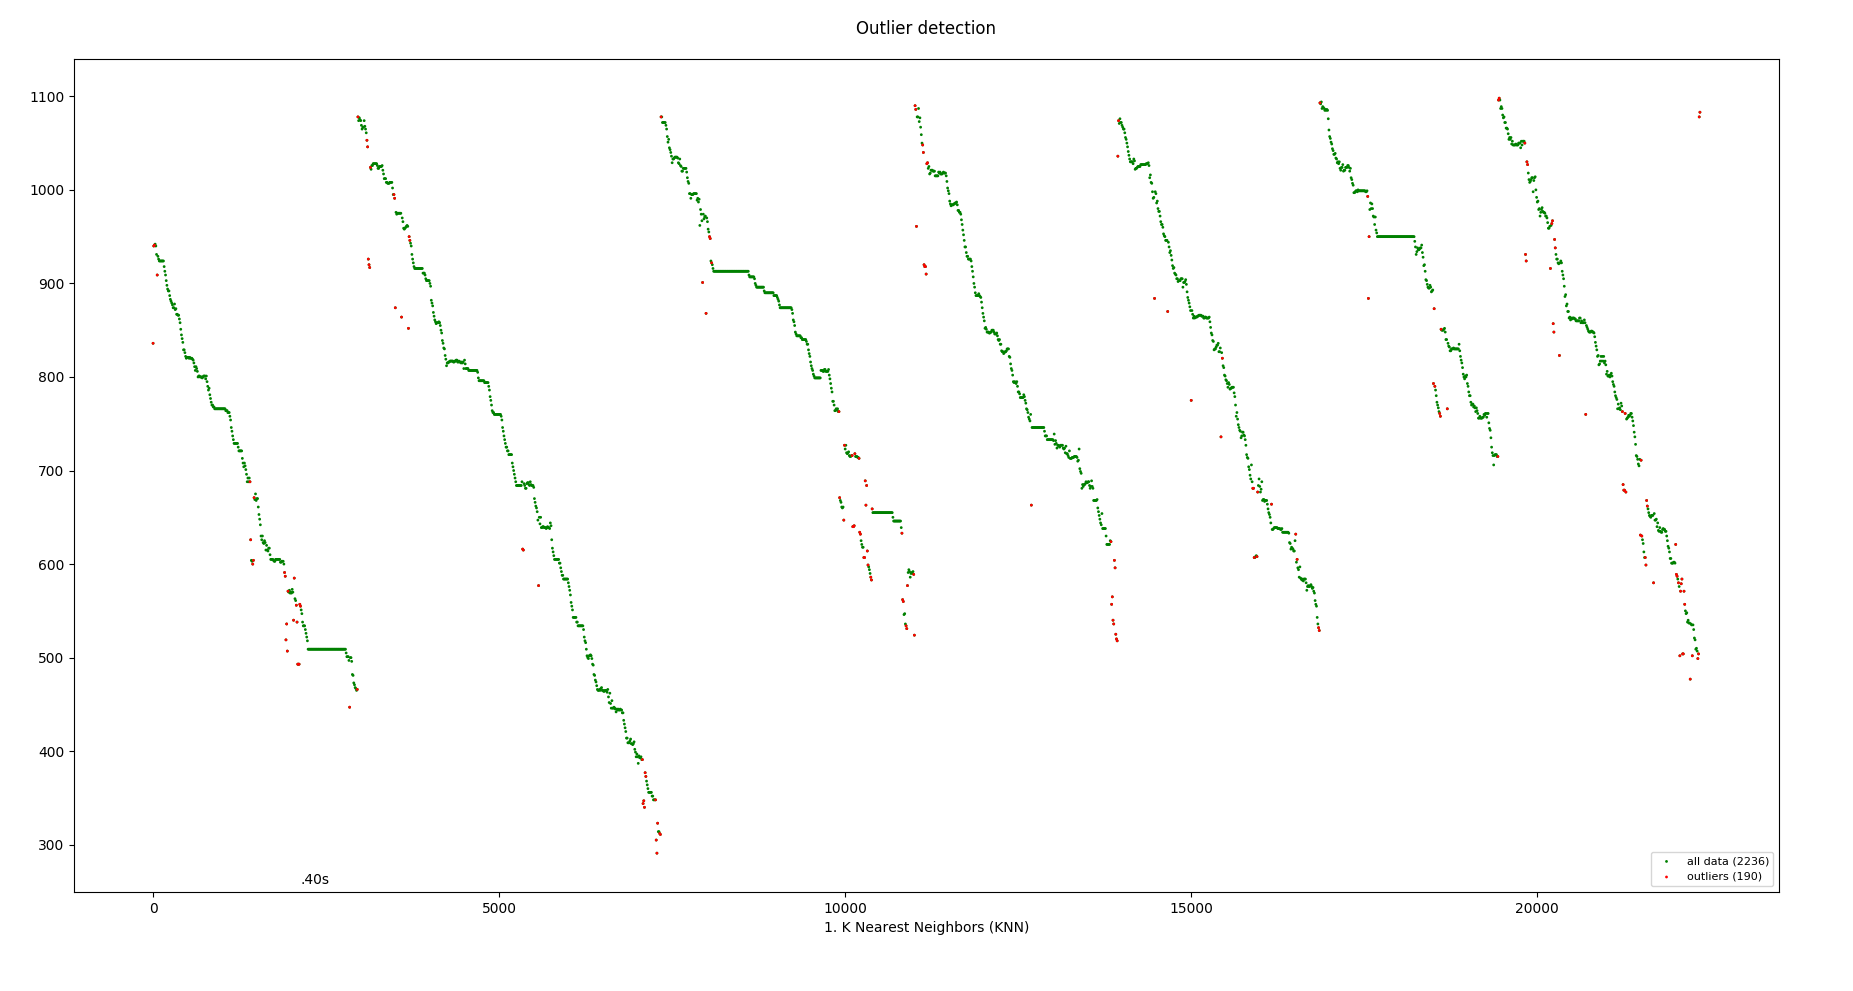 Outlier detection
1100
1000
900
800
700
600
500
400
300
.40s
all data (2236)
outliers (190)
0 5000 10000 15000 20000
1. K Nearest Neighbors (KNN)